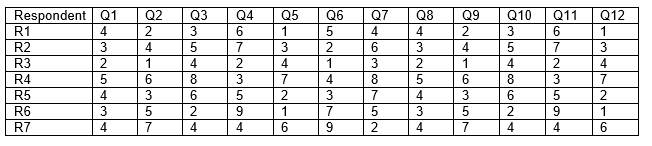 Respondent Q1 Q2 Q3 Q4 Q5 Q6 Q7 Q8 Q9 Q10 Q11 Q12
R1 4 2 3 6 1 5 4 4 2 3 6 1
R2 3 4 5 7 3 2 6 3 4 5 7 3
R3 2 1 4 2 4 1 3 2 1 4 2 4
R4 5 6 8 3 7 4 8 5 6 8 3 7
R5 4 3 6 5 2 3 7 4 3 6 5 2
R6 3 5 2 9 1 7 5 3 5 2 9 1
R7 4 7 4 4 6 9 2 4 7 4 4 6